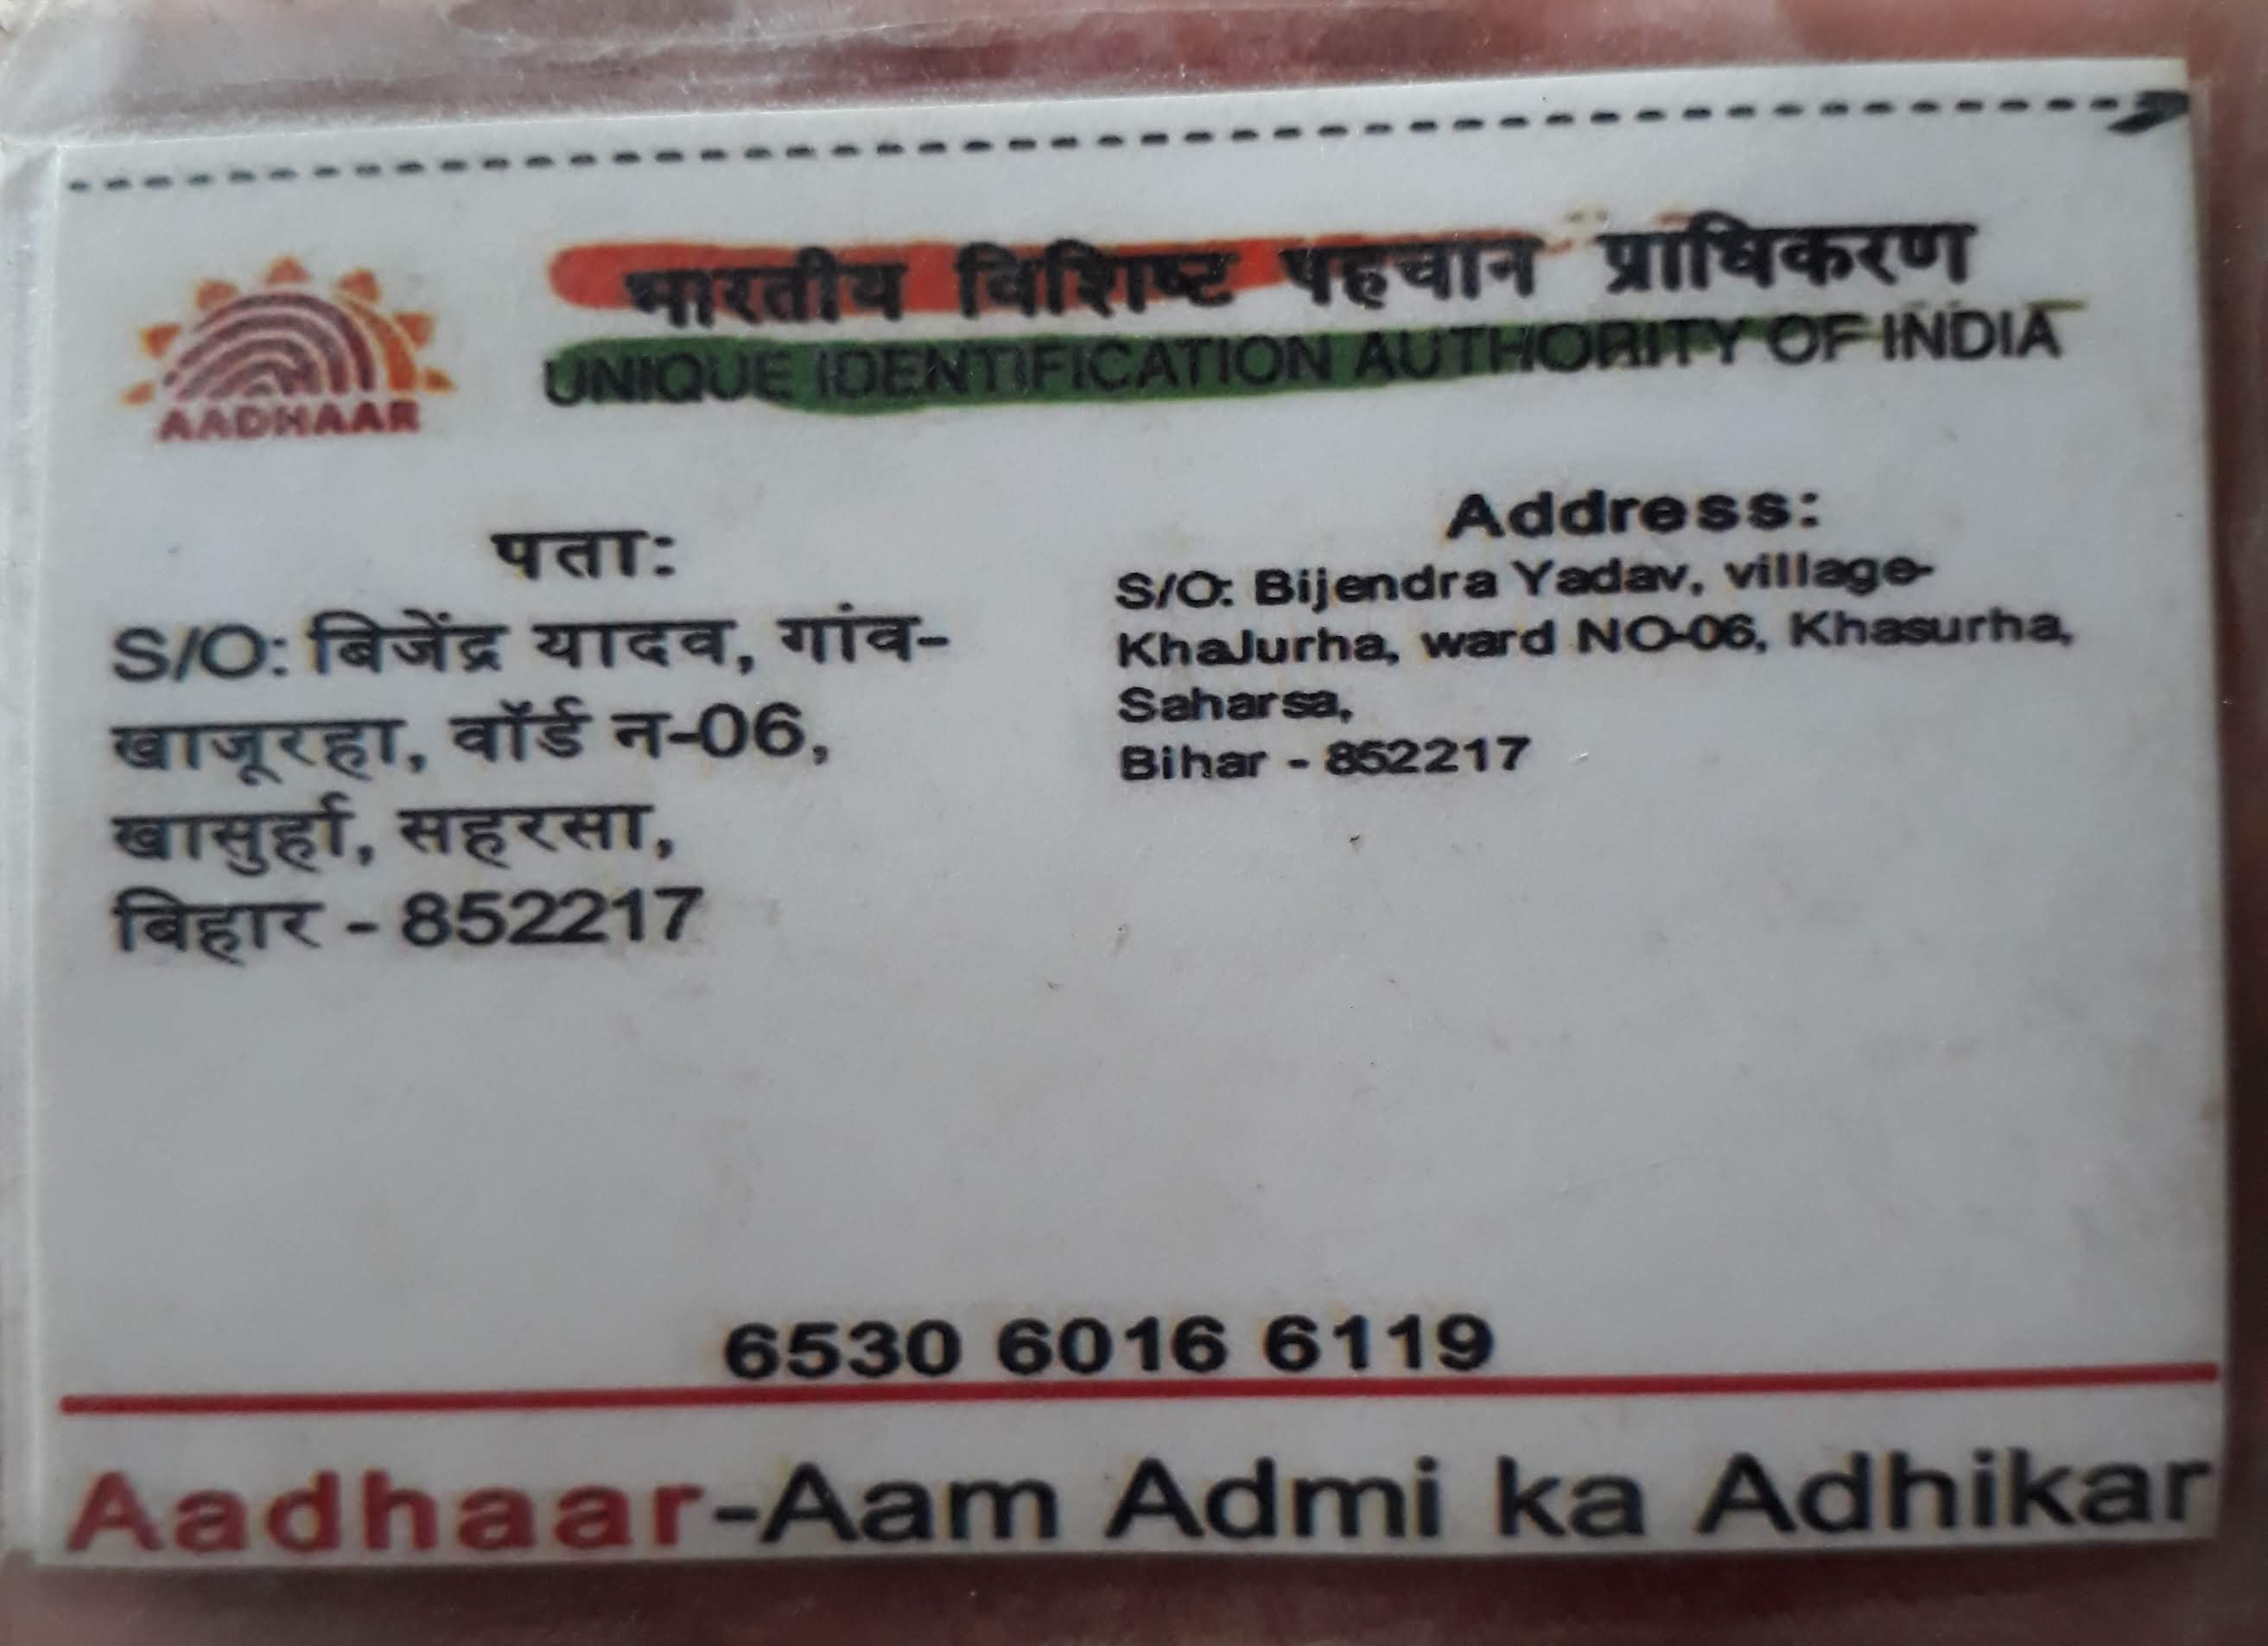 भारतीय विशिष्ट पहचान प्राधिकरण
UNIQUE IDENTIFICATION AUTHORITY OF INDIA
AADHAAR
पता:
S/O: बिजेंद्र यादव, गांव-
खाजूरहा, वॉर्ड न-06,
खासुर्हा, सहरसा,
बिहार - 852217
Address:
S/O: Bijendra Yadav, village-
KhaJurha, ward NO-06, Khasurha,
Saharsa,
Bihar - 852217
6530 6016 6119
Aadhaar-Aam Admi ka Adhikar